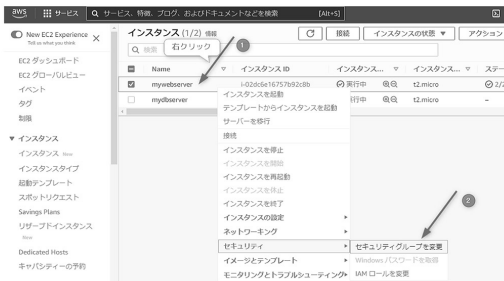 aws
サービス
サービス、特徴、ブログ、およびドキュメントなどを検索
[Alt+S]
New EC2 Experience
Tell us what you think
インスタンス (1/2) 情報
接続
インスタンスの状態 ▼
アクション
検索
右クリック
1
Name
インスタンス ID
インスタンス...
インスタンス...
ステー
mywebserver
i-02dc6e16757b92c8b
実行中
t2.micro
2/2
mydbserver
実行中
t2.micro
–
EC2 ダッシュボード
EC2 グローバルビュー
イベント
タグ
制限
▼ インスタンス
インスタンス New
インスタンスタイプ
起動テンプレート
スポットリクエスト
Savings Plans
リザーブドインスタンス
New
Dedicated Hosts
キャパシティーの予約
インスタンスを起動
テンプレートからインスタンスを起動
サーバーを移行
接続
インスタンスを停止
インスタンスを開始
インスタンスを再起動
インスタンスを休止
インスタンスを終了
インスタンスの設定
ネットワーキング
セキュリティ
イメージとテンプレート
モニタリングとトラブルシューティング
2
セキュリティグループを変更
Windows パスワードを取得
IAM ロールを変更